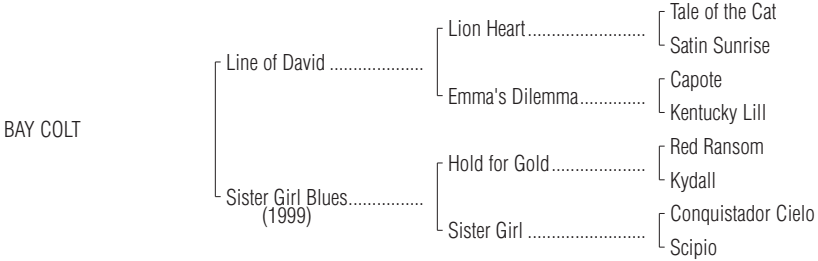 Tale of the Cat
Lion Heart..........................
Satin Sunrise
Line of David ....................
Capote
Emma's Dilemma..............
Kentucky Lill
BAY COLT
Red Ransom
Hold for Gold....................
Kydall
Sister Girl Blues................
(1999)
Conquistador Cielo
Sister Girl .........................
Scipio